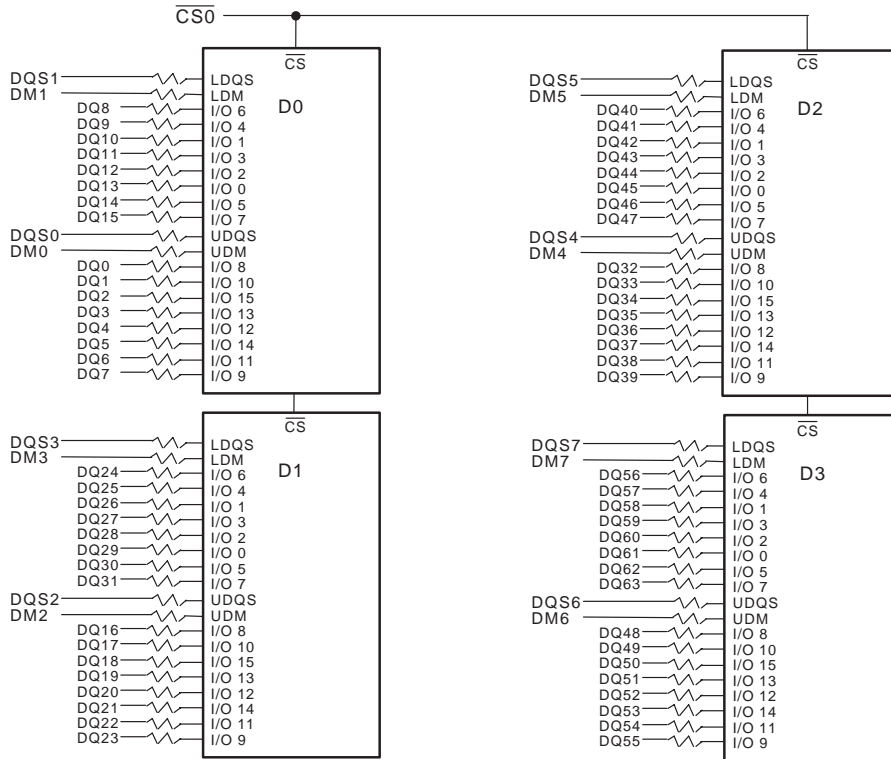 CS0
CS
DQS1 LDQS
DM1 LDM
D0
DQ8 I/O 6
DQ9 I/O 4
DQ10 I/O 1
DQ11 I/O 3
DQ12 I/O 2
DQ13 I/O 0
DQ14 I/O 5
DQ15 I/O 7
DQS0 UDQS
DM0 UDM
DQ0 I/O 8
DQ1 I/O 10
DQ2 I/O 15
DQ3 I/O 13
DQ4 I/O 12
DQ5 I/O 14
DQ6 I/O 11
DQ7 I/O 9
CS
DQS5 LDQS
DM5 LDM
D2
DQ40 I/O 6
DQ41 I/O 4
DQ42 I/O 1
DQ43 I/O 3
DQ44 I/O 2
DQ45 I/O 0
DQ46 I/O 5
DQ47 I/O 7
DQS4 UDQS
DM4 UDM
DQ32 I/O 8
DQ33 I/O 10
DQ34 I/O 15
DQ35 I/O 13
DQ36 I/O 12
DQ37 I/O 14
DQ38 I/O 11
DQ39 I/O 9
CS
DQS3 LDQS
DM3 LDM
D1
DQ24 I/O 6
DQ25 I/O 4
DQ26 I/O 1
DQ27 I/O 3
DQ28 I/O 2
DQ29 I/O 0
DQ30 I/O 5
DQ31 I/O 7
DQS2 UDQS
DM2 UDM
DQ16 I/O 8
DQ17 I/O 10
DQ18 I/O 15
DQ19 I/O 13
DQ20 I/O 12
DQ21 I/O 14
DQ22 I/O 11
DQ23 I/O 9
CS
DQS7 LDQS
DM7 LDM
D3
DQ56 I/O 6
DQ57 I/O 4
DQ58 I/O 1
DQ59 I/O 3
DQ60 I/O 2
DQ61 I/O 0
DQ62 I/O 5
DQ63 I/O 7
DQS6 UDQS
DM6 UDM
DQ48 I/O 8
DQ49 I/O 10
DQ50 I/O 15
DQ51 I/O 13
DQ52 I/O 12
DQ53 I/O 14
DQ54 I/O 11
DQ55 I/O 9